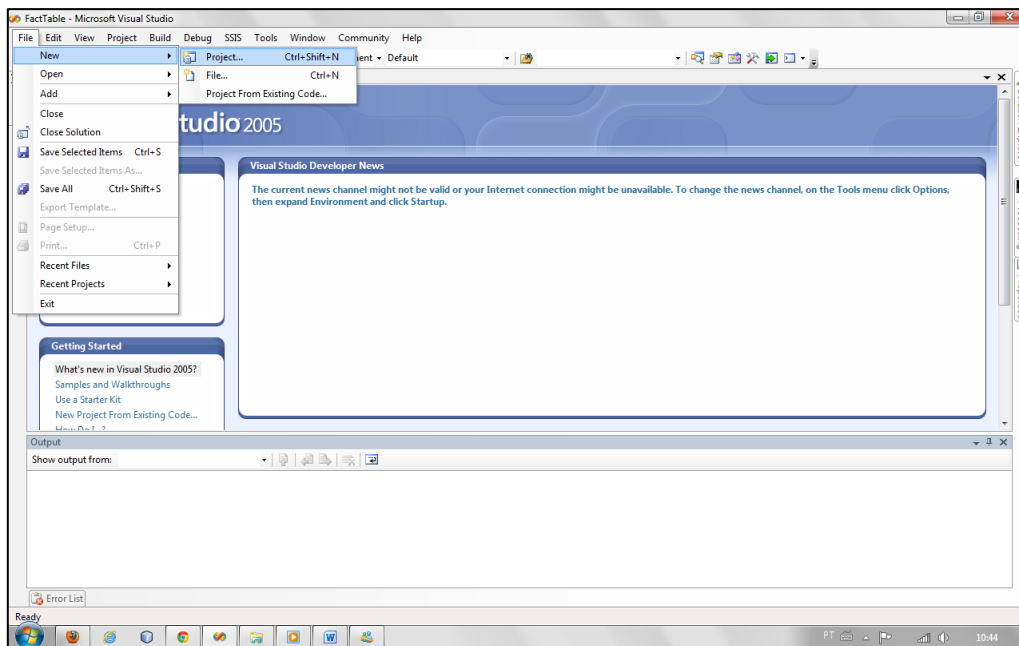 FactTable - Microsoft Visual Studio
File Edit View Project Build Debug SSIS Tools Window Community Help
New
Project... Ctrl+Shift+N
Default
Open
File... Ctrl+N
Add
Project From Existing Code...
Close
Close Solution
tudio 2005
Save Selected Items Ctrl+S
Save Selected Items As...
Save All Ctrl+Shift+S
Export Template...
Page Setup...
Print... Ctrl+P
Recent Files
Recent Projects
Exit
Visual Studio Developer News
The current news channel might not be valid or your Internet connection might be unavailable. To change the news channel, on the Tools menu click Options,
then expand Environment and click Startup.
Getting Started
What's new in Visual Studio 2005?
Samples and Walkthroughs
Use a Starter Kit
New Project From Existing Code...
Output
Show output from:
Error List
Ready
PT
10:44